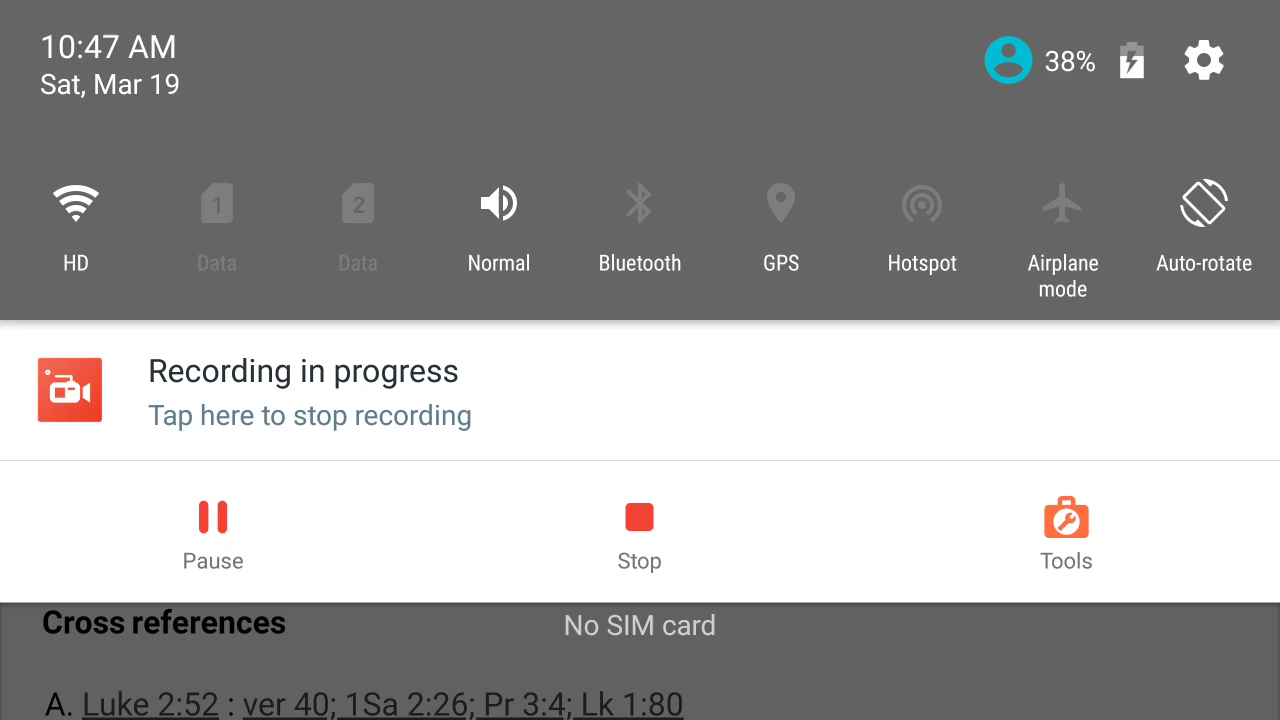 10:47 AM
Sat, Mar 19
38%
1
2
HD
Data
Data
Normal
Bluetooth
GPS
Hotspot
Airplane
mode
Auto-rotate
Recording in progress
Tap here to stop recording
Pause
Stop
Tools
Cross references
No SIM card
A. Luke 2:52 : ver 40; 1Sa 2:26; Pr 3:4; Lk 1:80